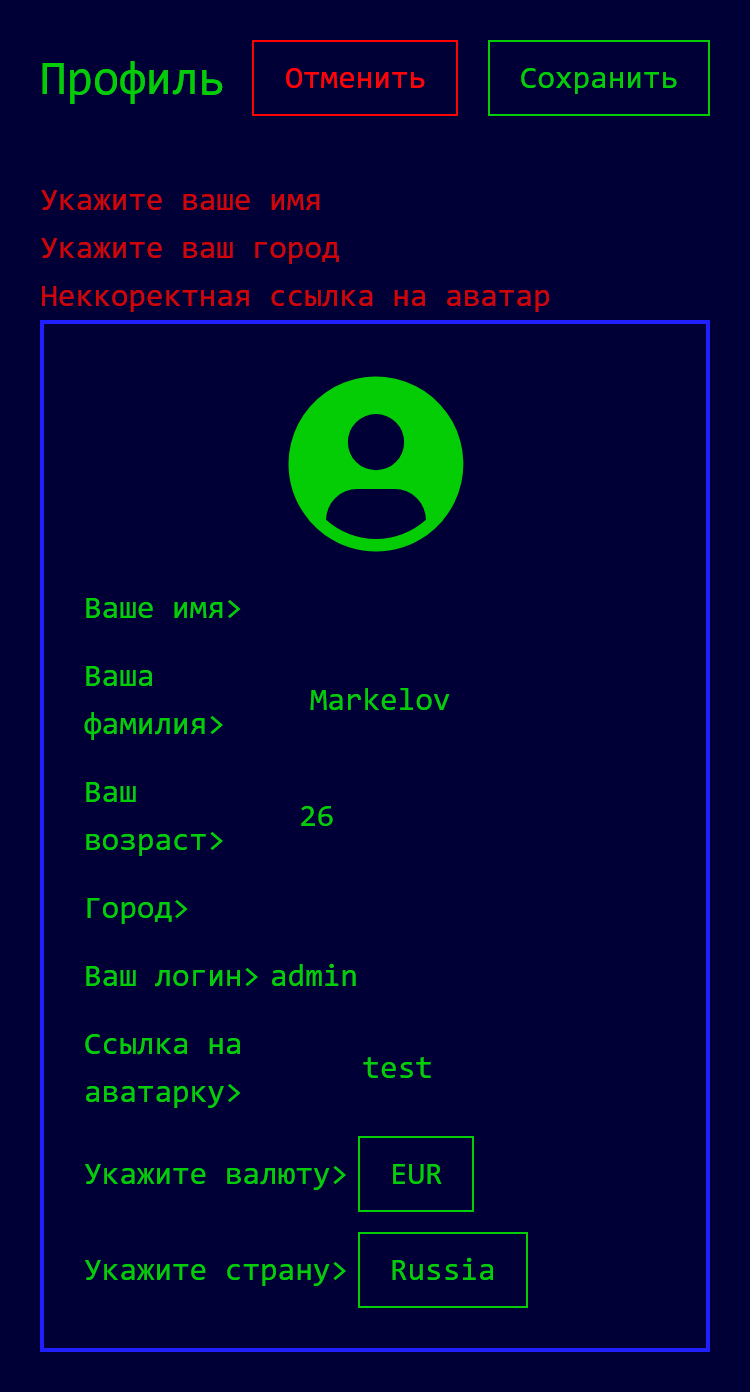 Профиль Отменить Сохранить
Укажите ваше имя
Укажите ваш город
Неккоректная ссылка на аватар
Ваше имя>
Ваша
фамилия>
Markelov
Ваш
возраст>
26
Город>
Ваш логин> admin
Ссылка на
аватарку>
test
Укажите валюту> EUR
Укажите страну> Russia